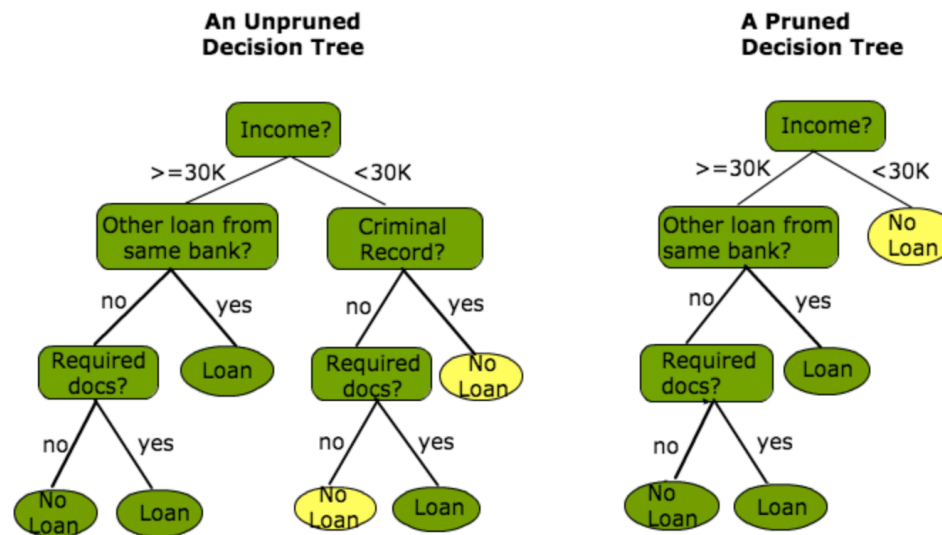 An Unpruned
Decision Tree
A Pruned
Decision Tree
Income?
>=30K
<30K
Other loan from
same bank?
Criminal
Record?
no
yes
no
yes
Required
docs?
Loan
Required
docs?
No
Loan
no
yes
no
yes
No
Loan
Loan
No
Loan
Loan
Income?
>=30K
<30K
Other loan from
same bank?
No
Loan
no
yes
Required
docs?
Loan
no
yes
No
Loan
Loan